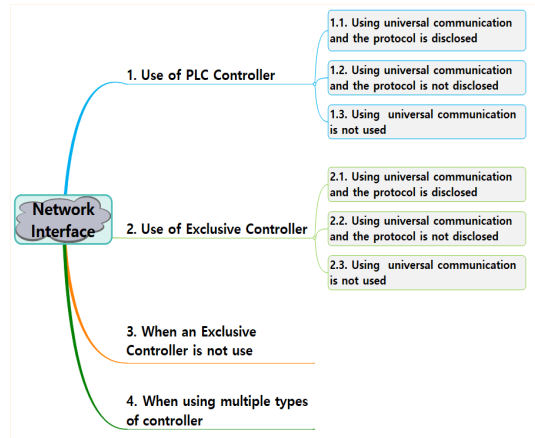 1.1. Using universal communication
and the protocol is disclosed
1. Use of PLC Controller
1.2. Using universal communication
and the protocol is not disclosed
1.3. Using universal communication
is not used
2.1. Using universal communication
and the protocol is disclosed
Network
Interface
2. Use of Exclusive Controller
2.2. Using universal communication
and the protocol is not disclosed
2.3. Using universal communication
is not used
3. When an Exclusive
Controller is not use
4. When using multiple types
of controller